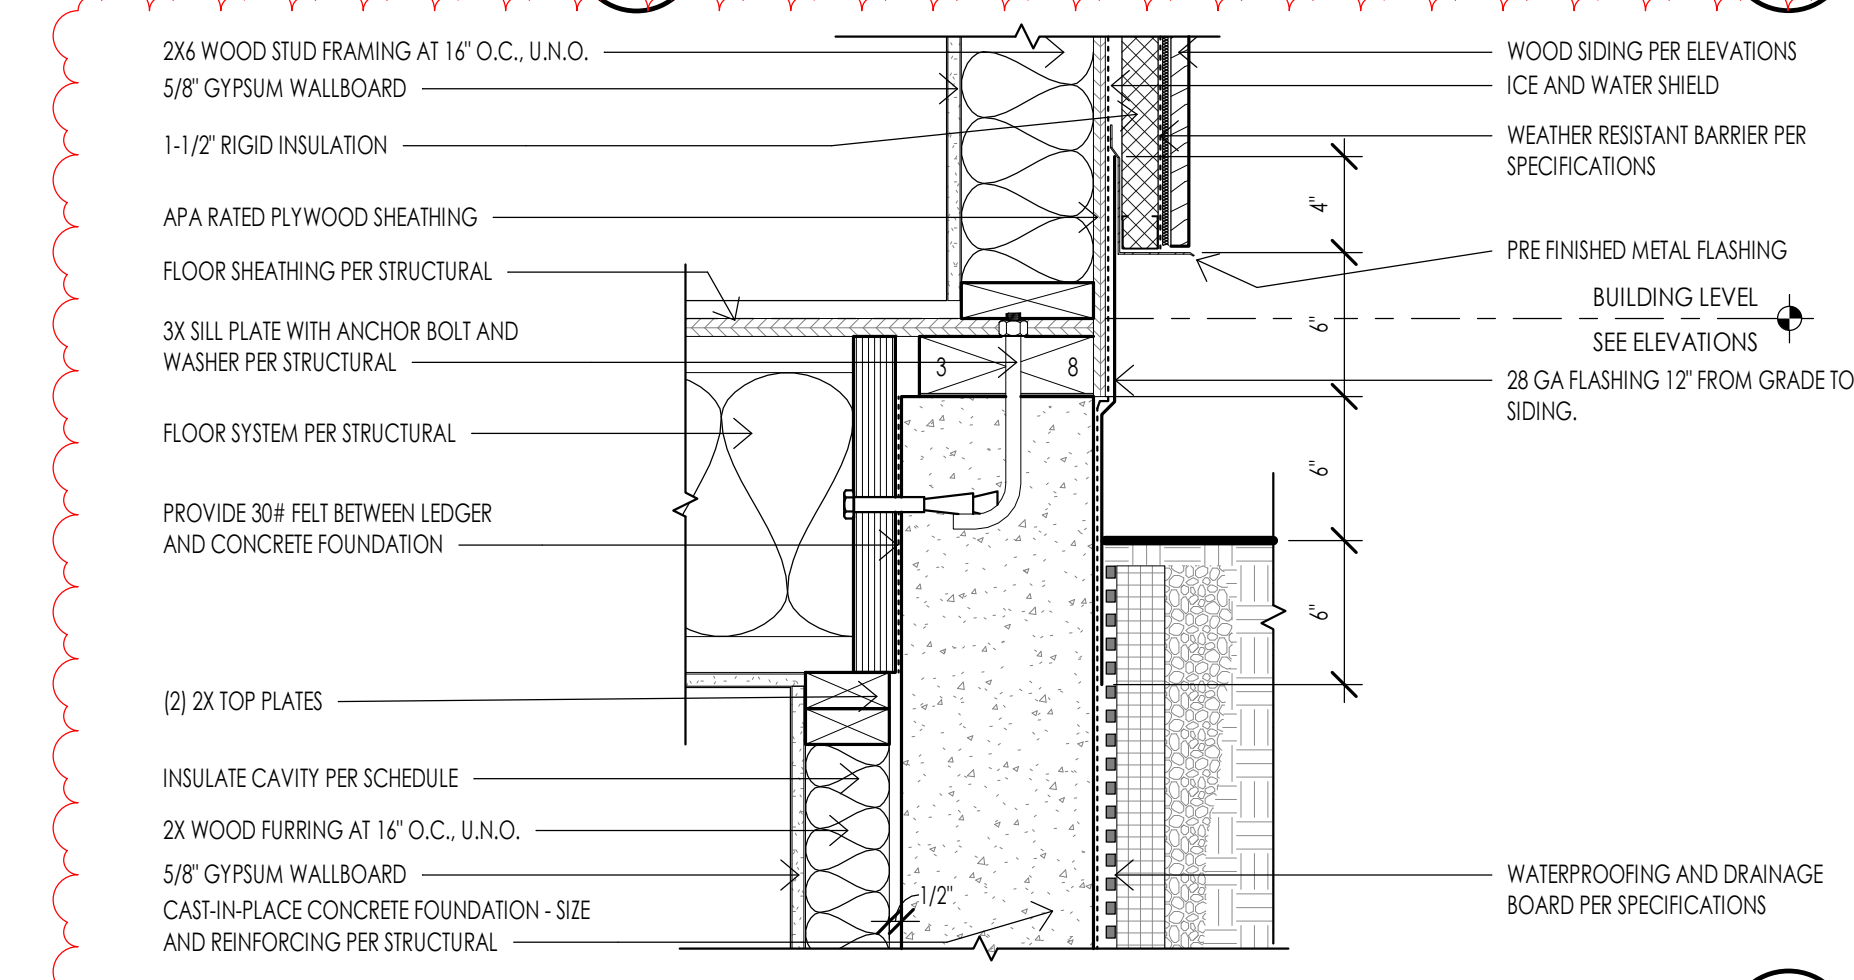 2X6 WOOD STUD FRAMING AT 16" O.C., U.N.O.
5/8" GYPSUM WALLBOARD
1-1/2" RIGID INSULATION
APA RATED PLYWOOD SHEATHING
FLOOR SHEATHING PER STRUCTURAL
3X SILL PLATE WITH ANCHOR BOLT AND
WASHER PER STRUCTURAL
FLOOR SYSTEM PER STRUCTURAL
PROVIDE 30# FELT BETWEEN LEDGER
AND CONCRETE FOUNDATION
(2) 2X TOP PLATES
INSULATE CAVITY PER SCHEDULE
2X WOOD FURRING AT 16" O.C., U.N.O.
5/8" GYPSUM WALLBOARD
CAST-IN-PLACE CONCRETE FOUNDATION - SIZE
AND REINFORCING PER STRUCTURAL
3 8
1/2"
4"
6"
6"
6"
WOOD SIDING PER ELEVATIONS
ICE AND WATER SHIELD
WEATHER RESISTANT BARRIER PER
SPECIFICATIONS
PRE FINISHED METAL FLASHING
BUILDING LEVEL
SEE ELEVATIONS
28 GA FLASHING 12" FROM GRADE TO
SIDING.
WATERPROOFING AND DRAINAGE
BOARD PER SPECIFICATIONS